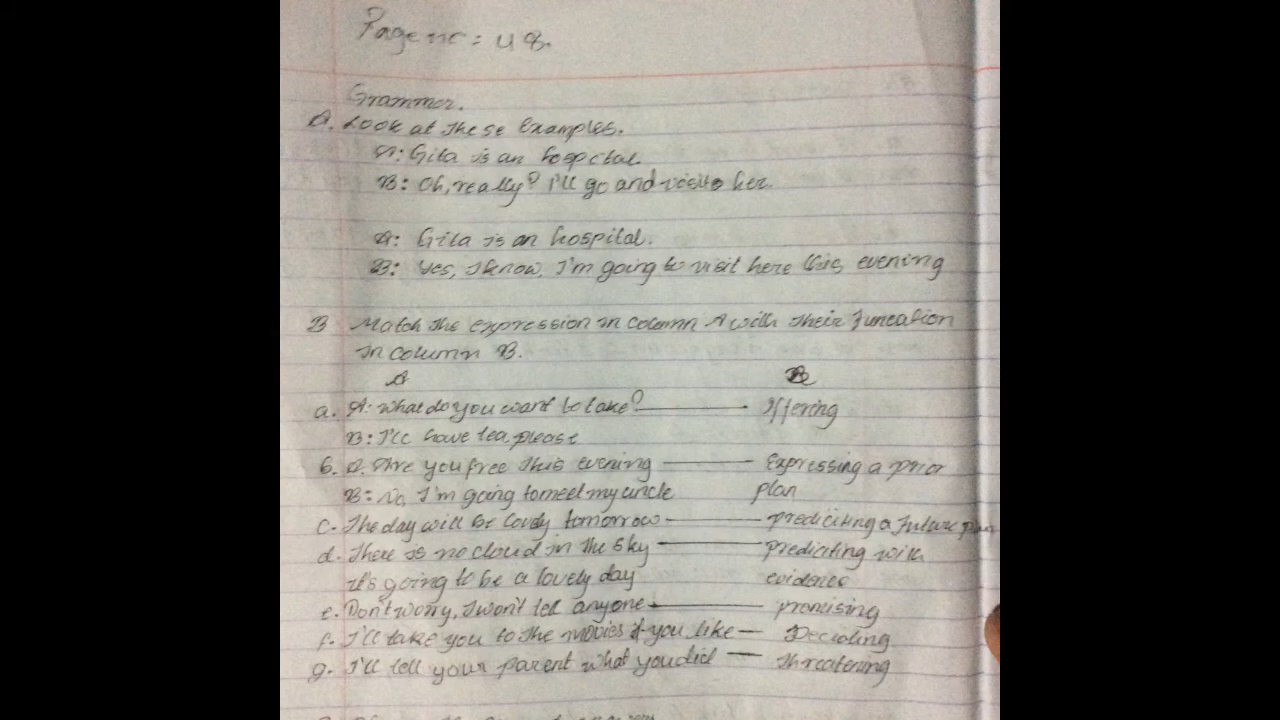 Page no: 48.
Grammer.
A. Look at these Examples.
A: Gita is an hospital.
B: Oh, really? I'll go and visite her.
A: Gita is an hospital.
B: Yes, I know, I'm going to visit here this evening
B Match the expression in column A with their Funcation
in column B.
A B
a. A: what do you want to take? offering
B: I'll have tea, please
b. A. Are you free this evening Expressing a prior
B: No, I'm going to meet my uncle plan
C. The day will be lovely tomorrow prediciting a Future plan
d. There is no cloud in the sky prediciting with
it's going to be a lovely day evidence
e. Don't worry, I won't tell anyone promising
f. I'll take you to the movies if you like Decioling
g. I'll tell your parent what you did threatening